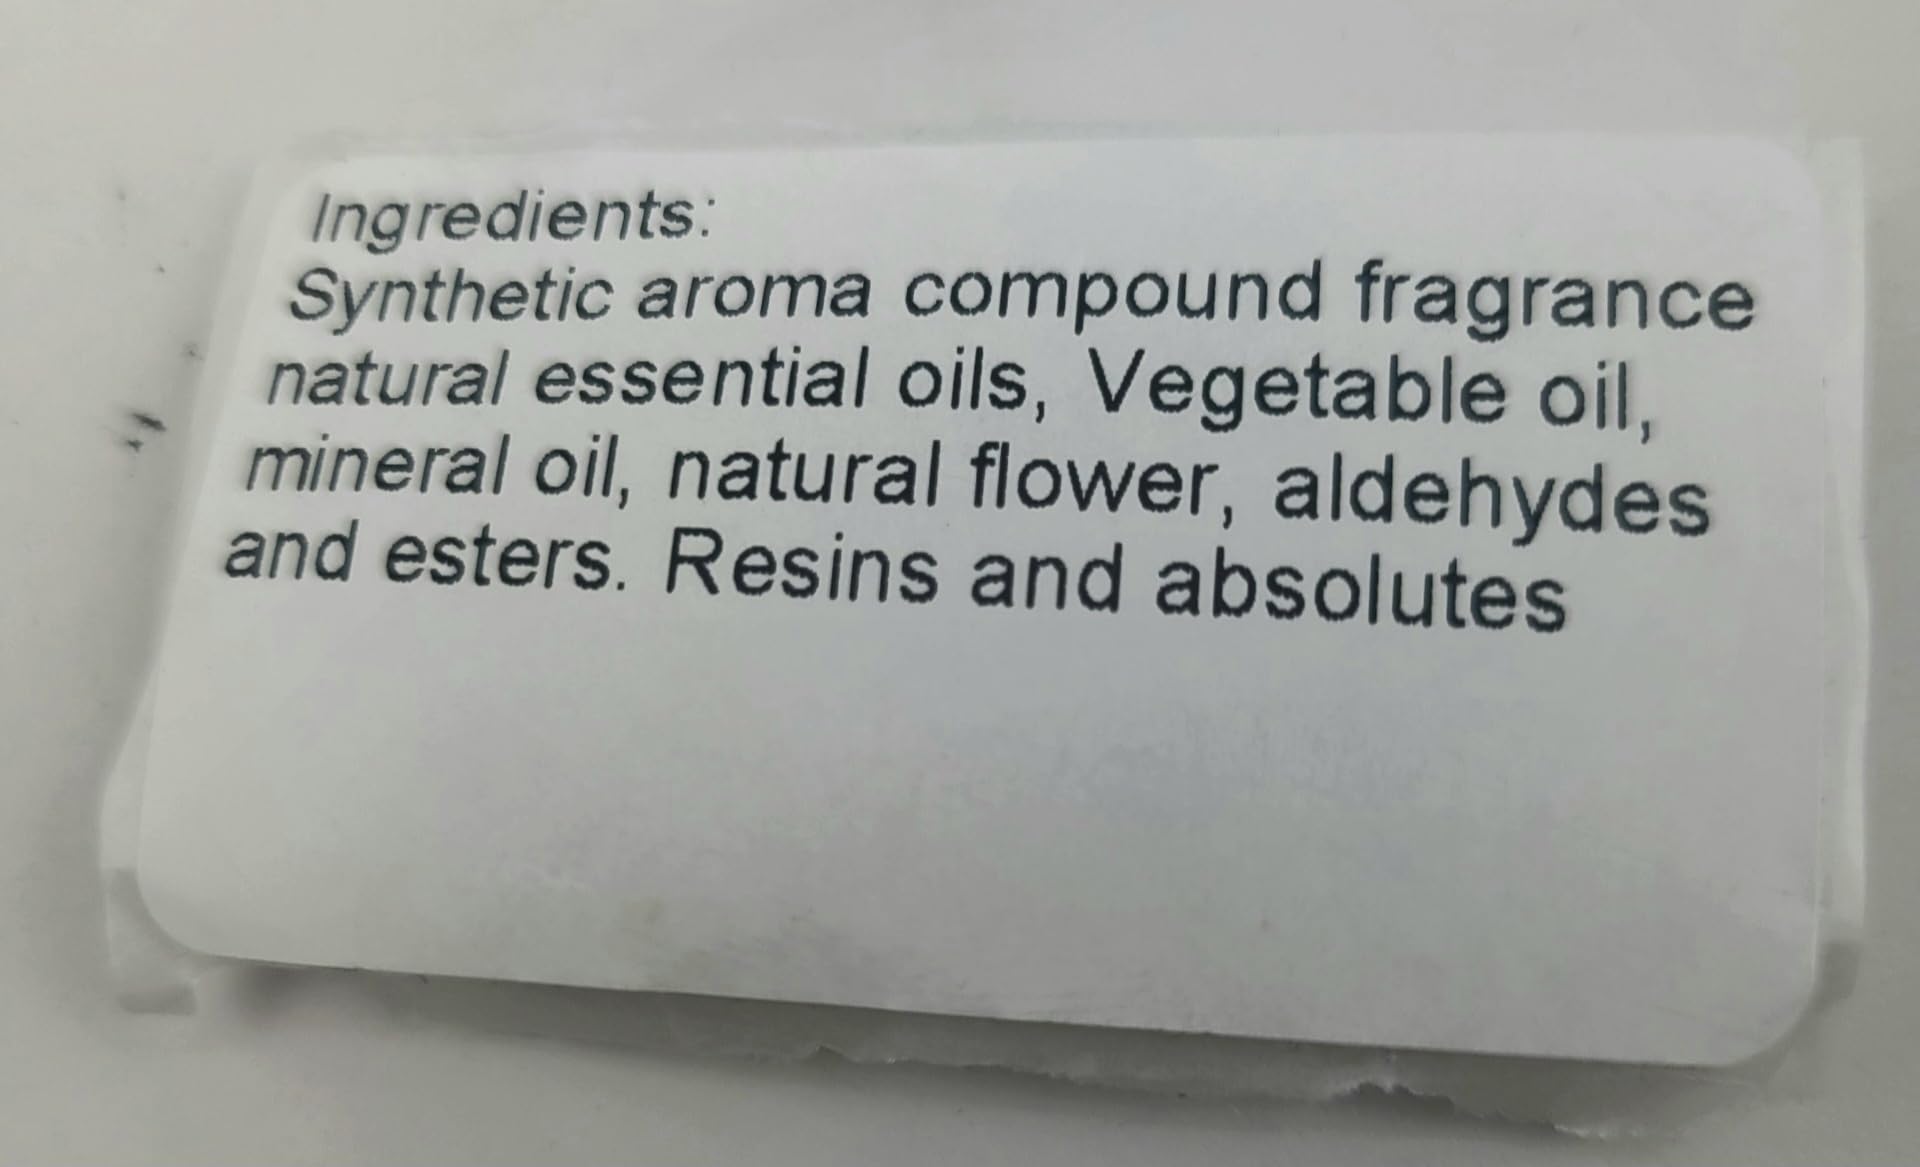 Ingredients:
Synthetic aroma compound fragrance
natural essential oils, Vegetable oil,
mineral oil, natural flower, aldehydes
and esters. Resins and absolutes